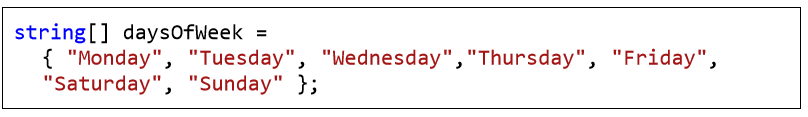 string[] daysOfWeek =
{ "Monday", "Tuesday", "Wednesday","Thursday", "Friday",
"Saturday", "Sunday" };